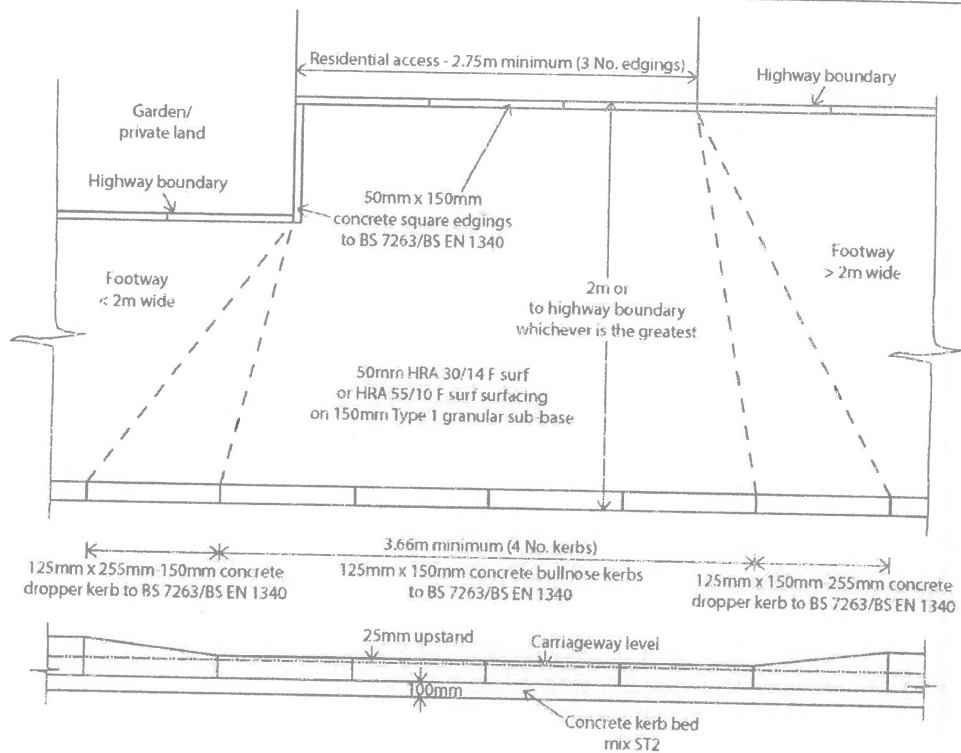 Residential access - 2.75m minimum (3 No. edgings)
Highway boundary
Garden/
private land
Highway boundary
50mm x 150mm
concrete square edgings
to BS 7263/BS EN 1340
Footway
< 2m wide
Footway
> 2m wide
2m or
to highway boundary
whichever is the greatest
50mm HRA 30/14 F surf
or HRA 55/10 F surf surfacing
on 150mm Type 1 granular sub-base
3.66m minimum (4 No. kerbs)
125mm x 255mm-150mm concrete
dropper kerb to BS 7263/BS EN 1340
125mm x 150mm concrete bullnose kerbs
to BS 7263/BS EN 1340
125mm x 150mm-255mm concrete
dropper kerb to BS 7263/BS EN 1340
25mm upstand
Carriageway level
100mm
Concrete kerb bed
mix ST2